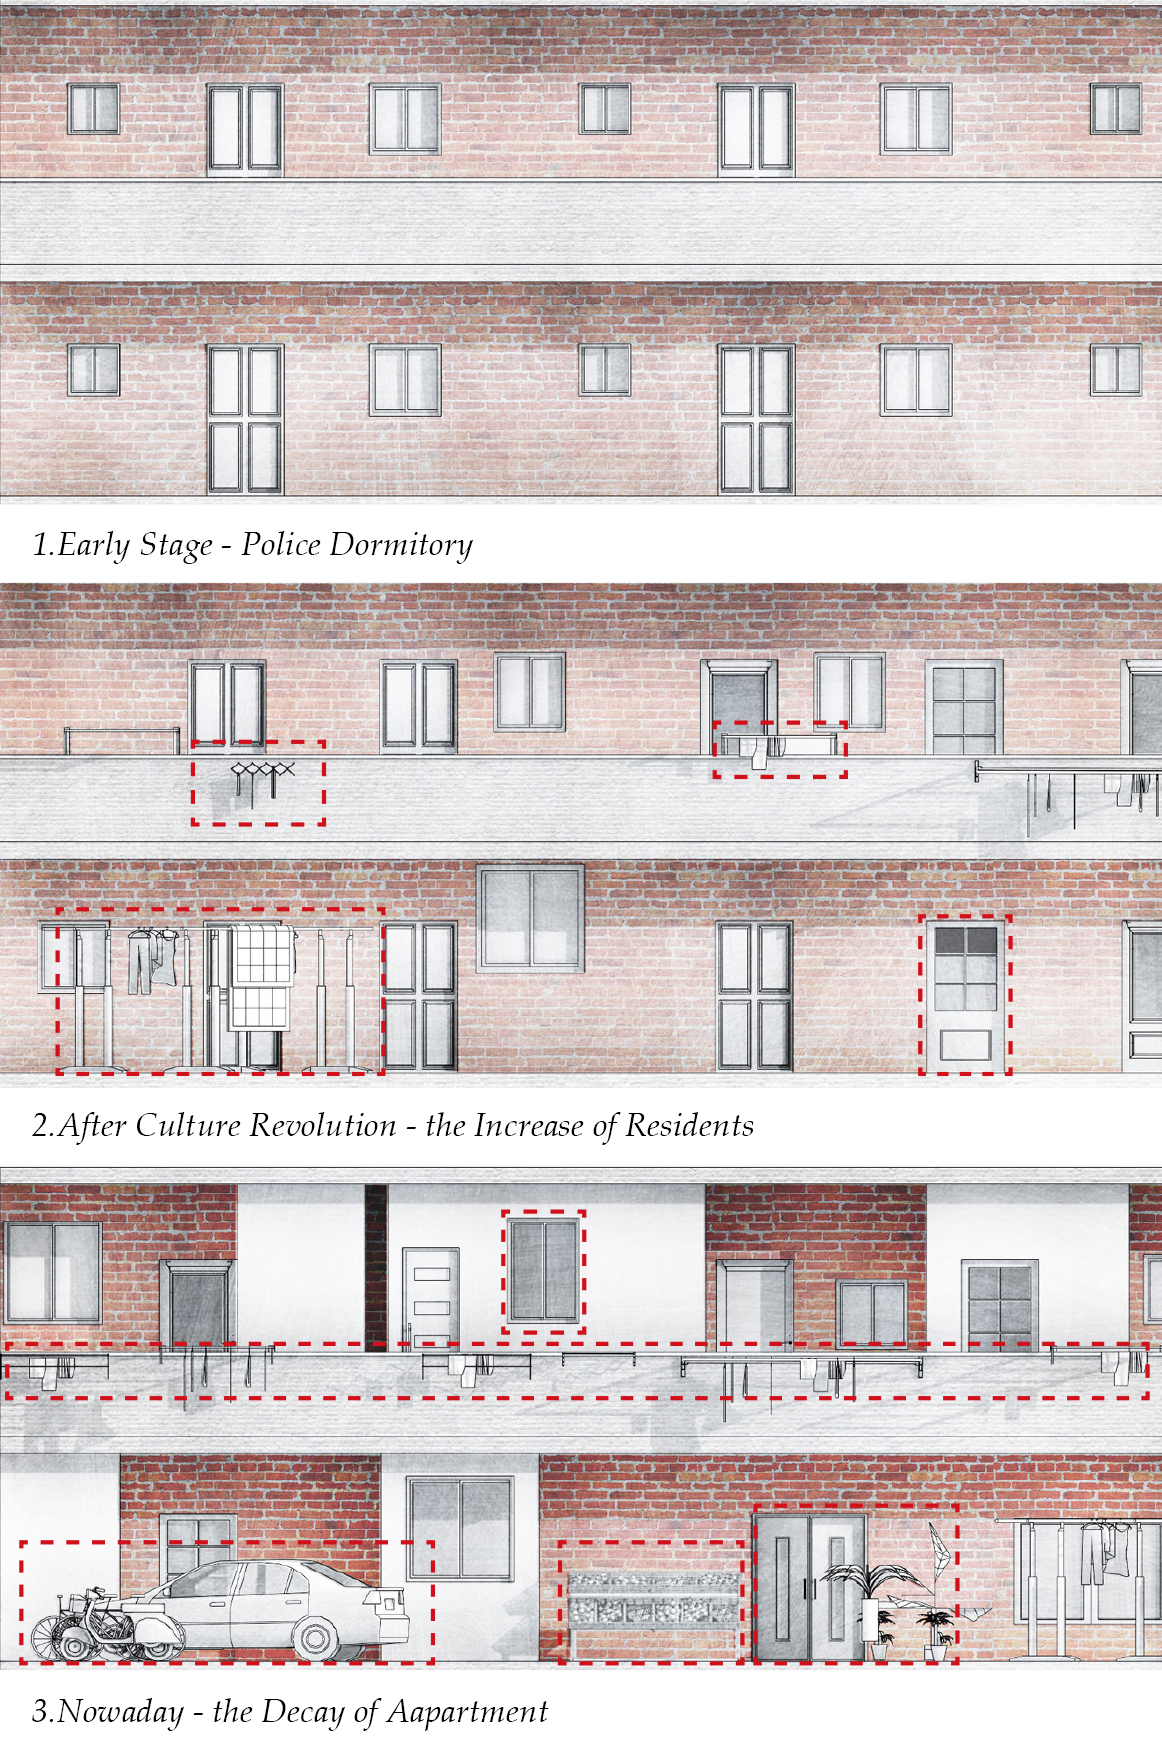 1.Early Stage - Police Dormitory
2.After Culture Revolution - the Increase of Residents
3.Nowaday - the Decay of Aapartment